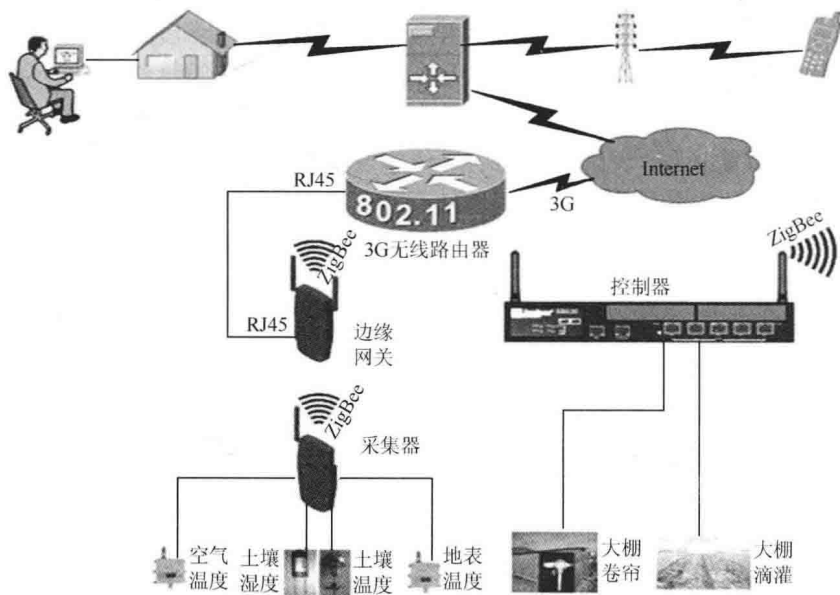 Internet
RJ45
802.11
3G
3G无线路由器
ZigBee
ZigBee
控制器
RJ45
边缘
网关
ZigBee
采集器
空气
温度
土壤
湿度
土壤
温度
地表
温度
大棚
卷帘
大棚
滴灌